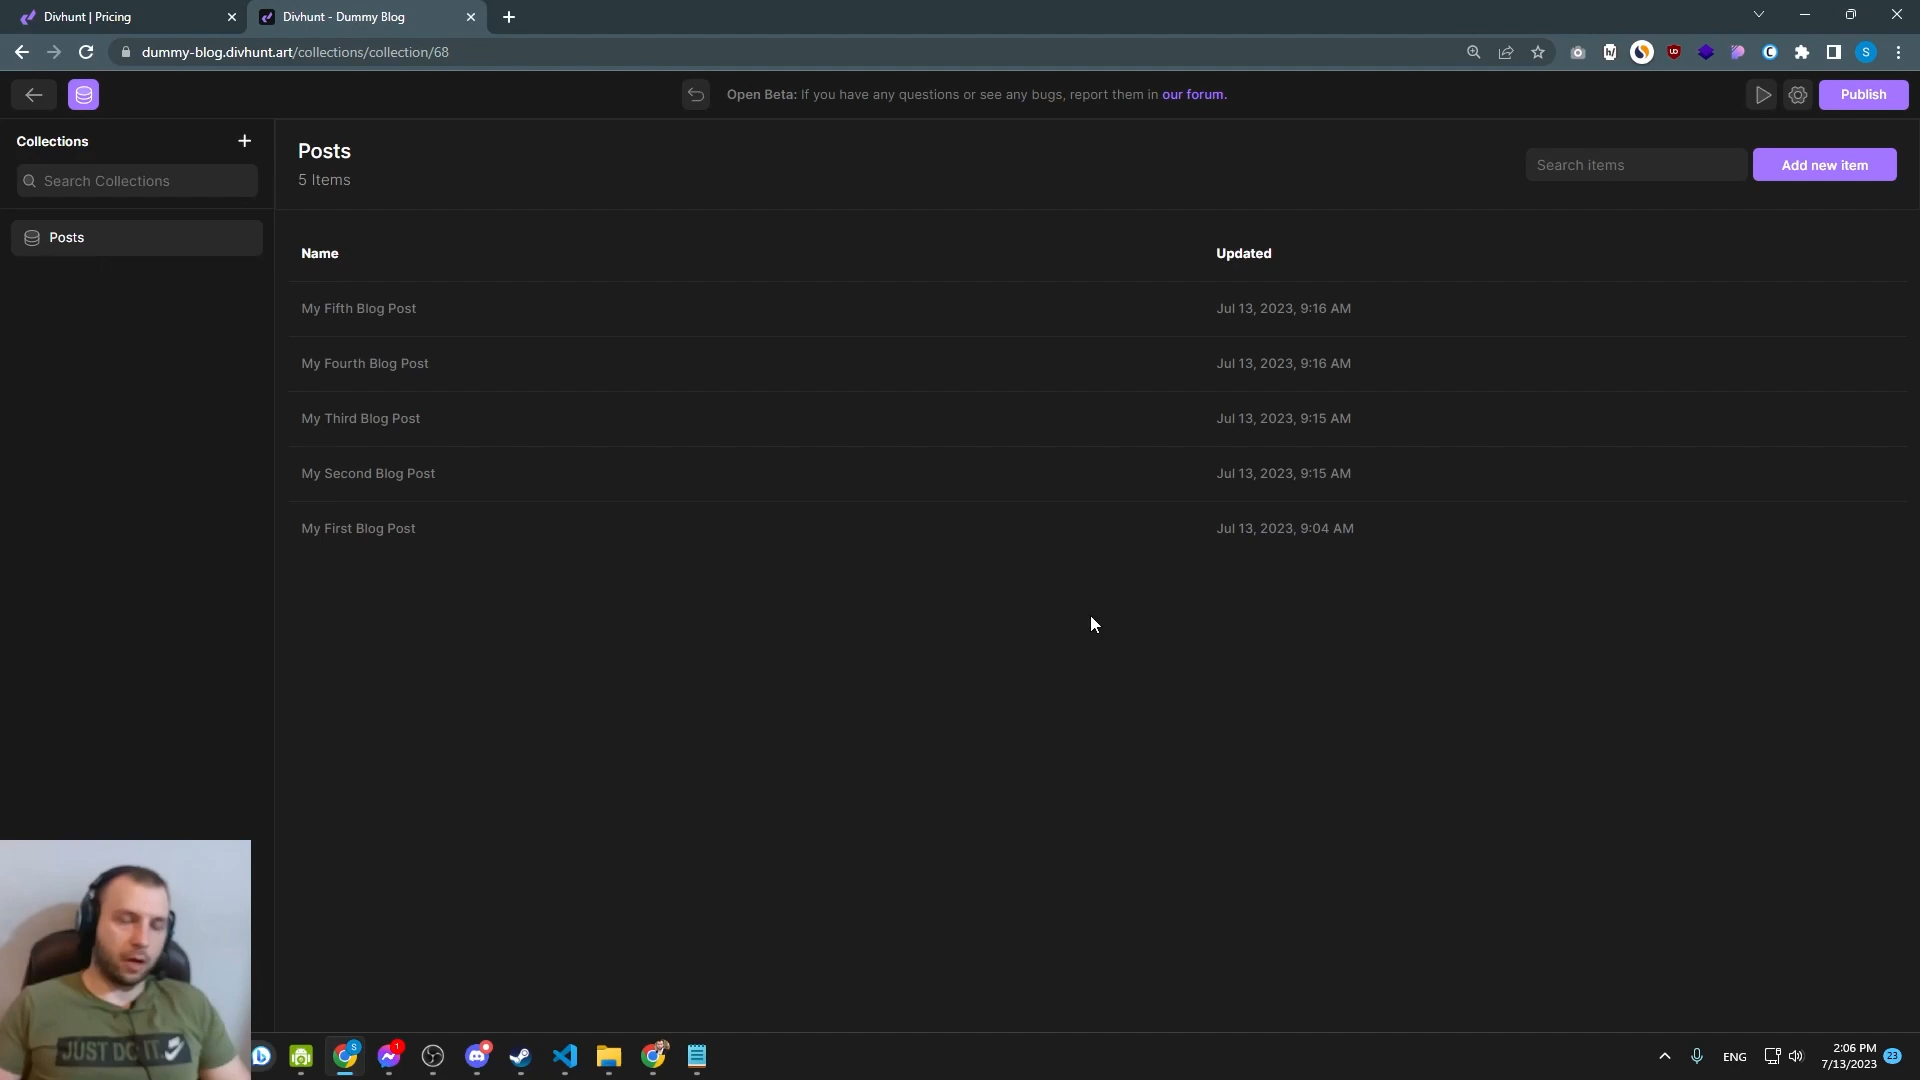 Divhunt | Pricing
Divhunt - Dummy Blog
dummy-blog.divhunt.art/collections/collection/68
S
Open Beta: If you have any questions or see any bugs, report them in our forum.
Publish
Collections
Search Collections
Posts
Posts
5 Items
Search items
Add new item
Name
Updated
My Fifth Blog Post
Jul 13, 2023, 9:16 AM
My Fourth Blog Post
Jul 13, 2023, 9:16 AM
My Third Blog Post
Jul 13, 2023, 9:15 AM
My Second Blog Post
Jul 13, 2023, 9:15 AM
My First Blog Post
Jul 13, 2023, 9:04 AM
JUST DO IT.
S
1
ENG
2:06 PM
7/13/2023
23